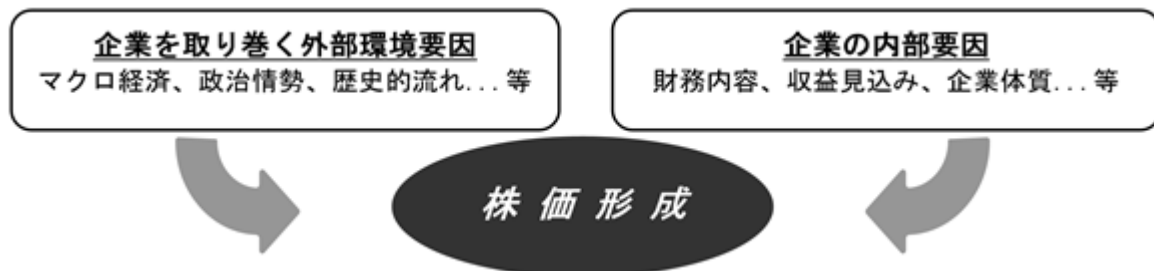 企業を取り巻く外部環境要因
マクロ経済、政治情勢、歴史的流れ...等
企業の内部要因
財務内容、収益見込み、企業体質...等
株価形成